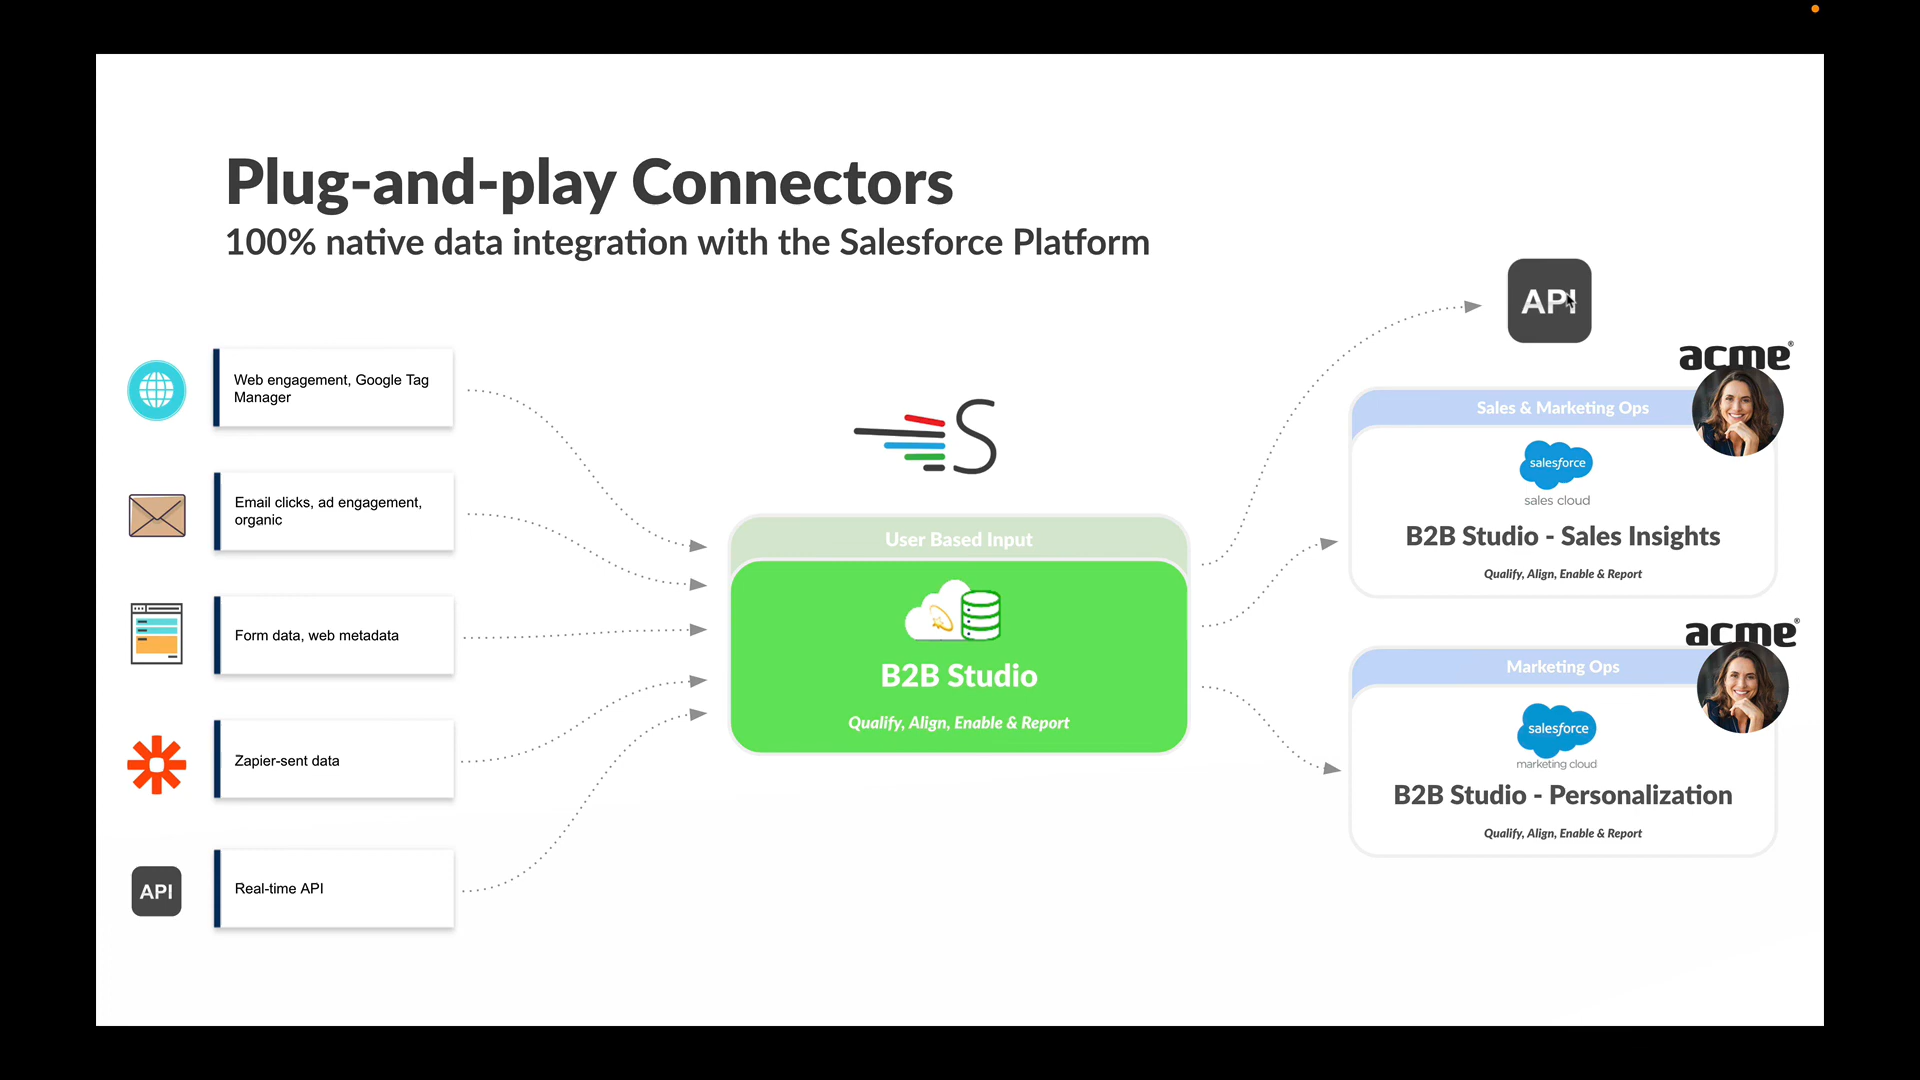 Plug-and-play Connectors
100% native data integration with the Salesforce Platform
Web engagement, Google Tag
Manager
Email clicks, ad engagement,
organic
Form data, web metadata
Zapier-sent data
API
Real-time API
S
User Based Input
B2B Studio
Qualify, Align, Enable & Report
API
acme®
Sales & Marketing Ops
salesforce
sales cloud
B2B Studio - Sales Insights
Qualify, Align, Enable & Report
acme®
Marketing Ops
salesforce
marketing cloud
B2B Studio - Personalization
Qualify, Align, Enable & Report